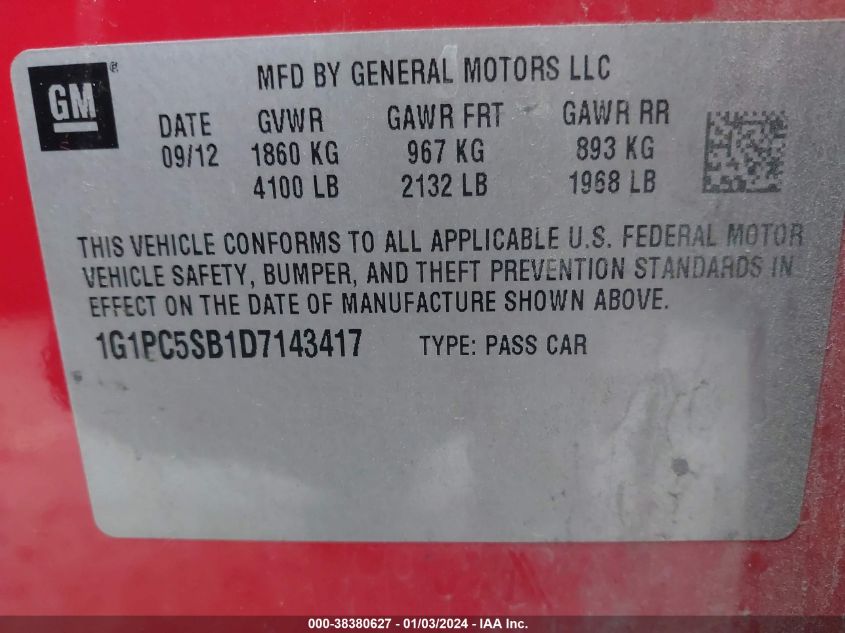 MFD BY GENERAL MOTORS LLC
GM®
DATE GVWR GAWR FRT GAWR RR
09/12 1860 KG 967 KG 893 KG
4100 LB 2132 LB 1968 LB
THIS VEHICLE CONFORMS TO ALL APPLICABLE U.S. FEDERAL MOTOR
VEHICLE SAFETY, BUMPER, AND THEFT PREVENTION STANDARDS IN
EFFECT ON THE DATE OF MANUFACTURE SHOWN ABOVE.
1G1PC5SB1D7143417 TYPE: PASS CAR
000-38380627 - 01/03/2024 - IAA Inc.